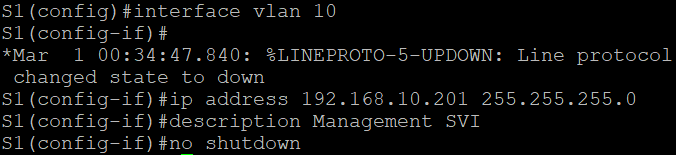 S1(config)#interface vlan 10
S1(config-if)#
*Mar  1 00:34:47.840: %LINEPROTO-5-UPDOWN: Line protocol
 changed state to down
S1(config-if)#ip address 192.168.10.201 255.255.255.0
S1(config-if)#description Management SVI
S1(config-if)#no shutdown